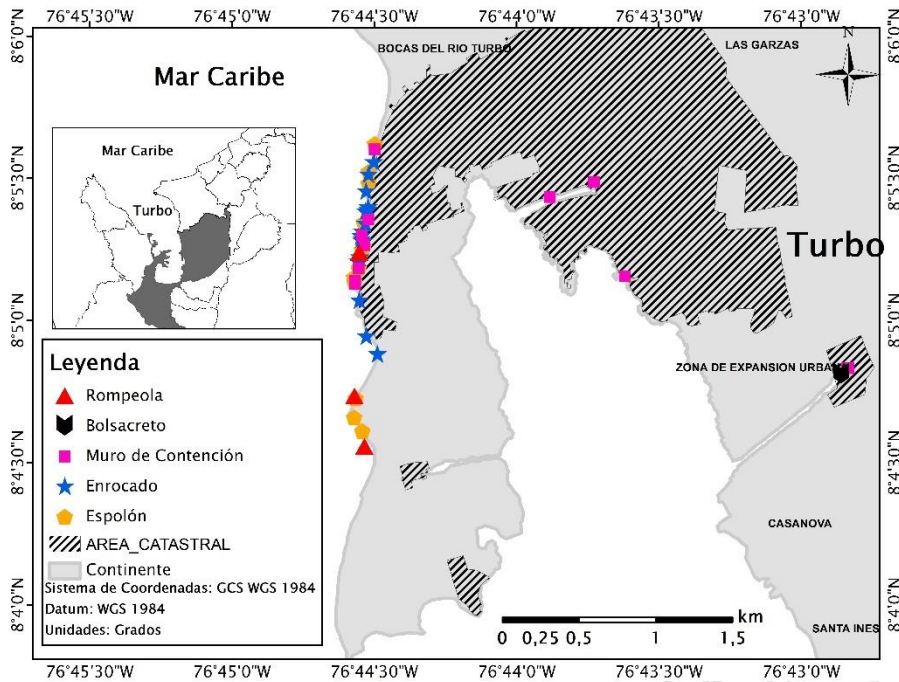 76°45'30"W 76°45'0"W 76°44'30"W 76°44'0"W 76°43'30"W 76°43'0"W
8°6'0"N
8°6'0"N
BOCAS DEL RIO TURBO
LAS GARZAS
N
Mar Caribe
Mar Caribe
Turbo
8°5'30"N
8°5'30"N
Turbo
8°5'0"N
8°5'0"N
ZONA DE EXPANSION URBA
Leyenda
Rompeola
Bolsacreto
Muro de Contención
Enrocado
Espolón
AREA_CATASTRAL
Continente
Sistema de Coordenadas: GCS WGS 1984
Datum: WGS 1984
Unidades: Grados
8°4'30"N
8°4'30"N
CASANOVA
8°4'0"N
8°4'0"N
km
0 0,25 0,5 1 1,5
SANTA INES
76°45'30"W 76°45'0"W 76°44'30"W 76°44'0"W 76°43'30"W 76°43'0"W